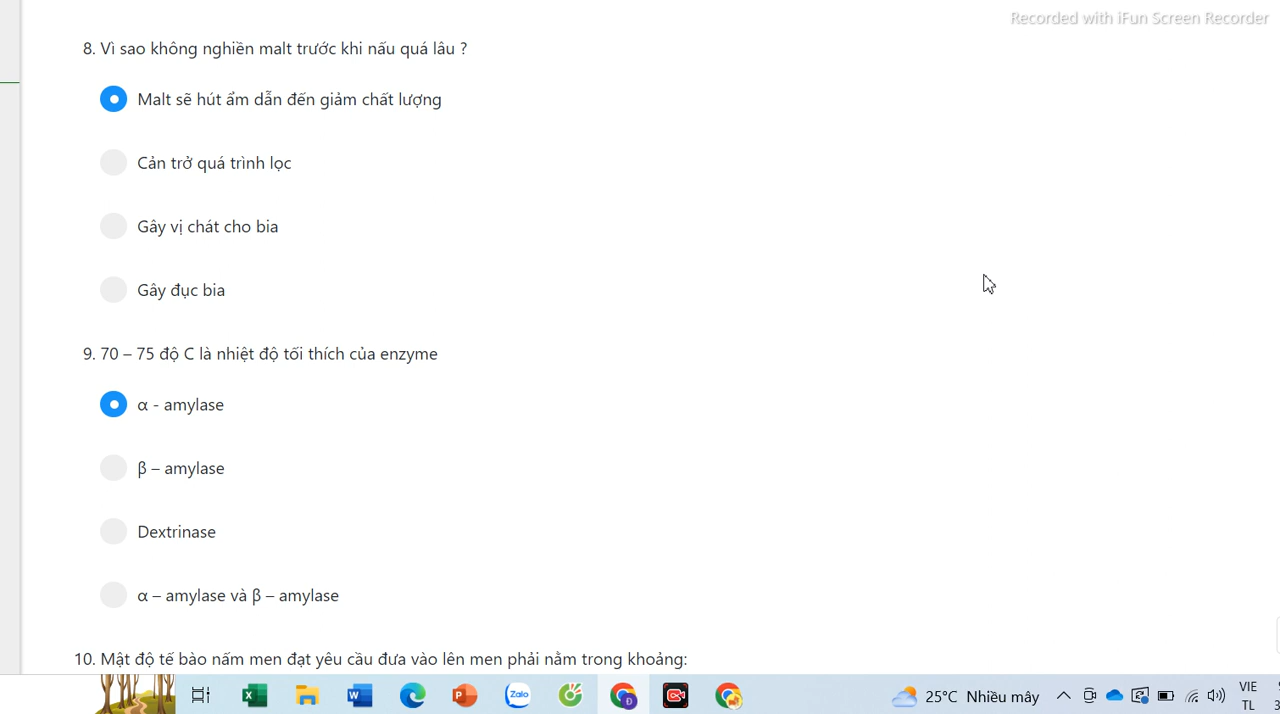 Recorded with iFun Screen Recorder
8. Vì sao không nghiền malt trước khi nấu quá lâu ?
Malt sẽ hút ẩm dẫn đến giảm chất lượng
Cản trở quá trình lọc
Gây vị chát cho bia
Gây đục bia
9. 70 – 75 độ C là nhiệt độ tối thích của enzyme
α - amylase
β – amylase
Dextrinase
α – amylase và β – amylase
10. Mật độ tế bào nấm men đạt yêu cầu đưa vào lên men phải nằm trong khoảng:
Zalo
25°C Nhiều mây
VIE
TL